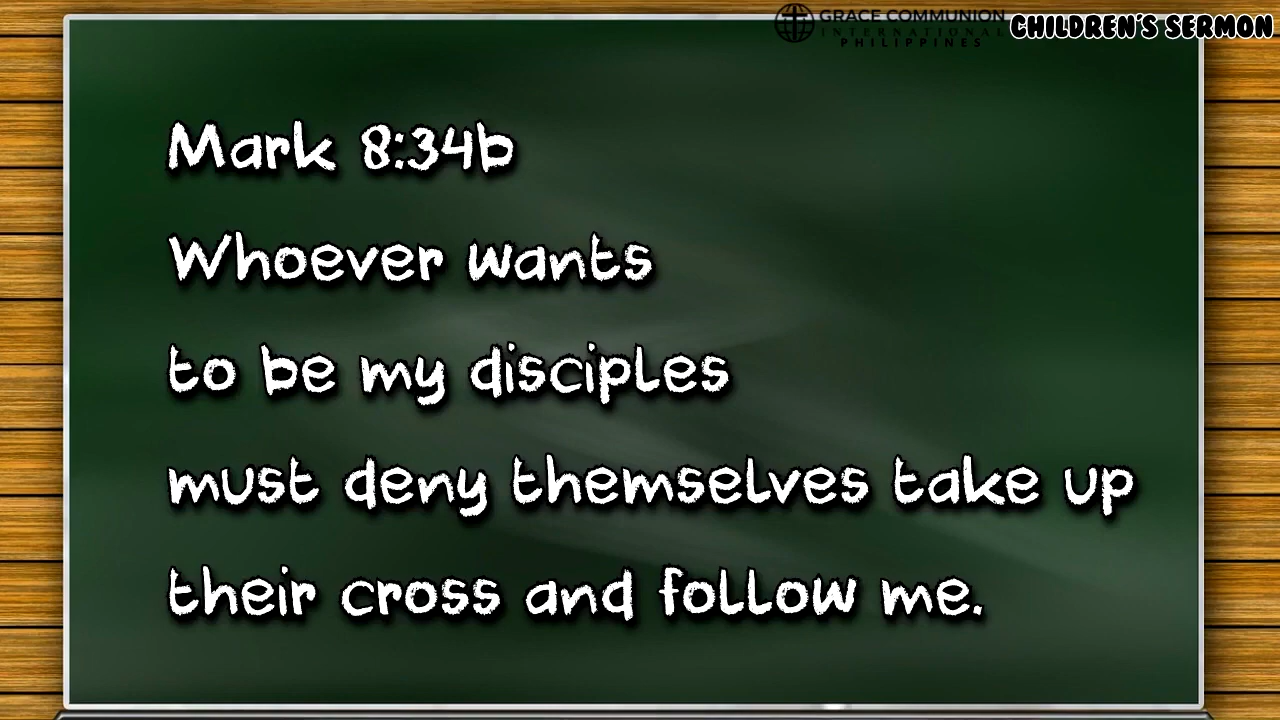 GRACE COMMUNION
INTERNATIONAL
PHILIPPINES
CHILDREN'S SERMON
Mark 8:34b
Whoever wants
to be my disciples
must deny themselves take up
their cross and follow me.